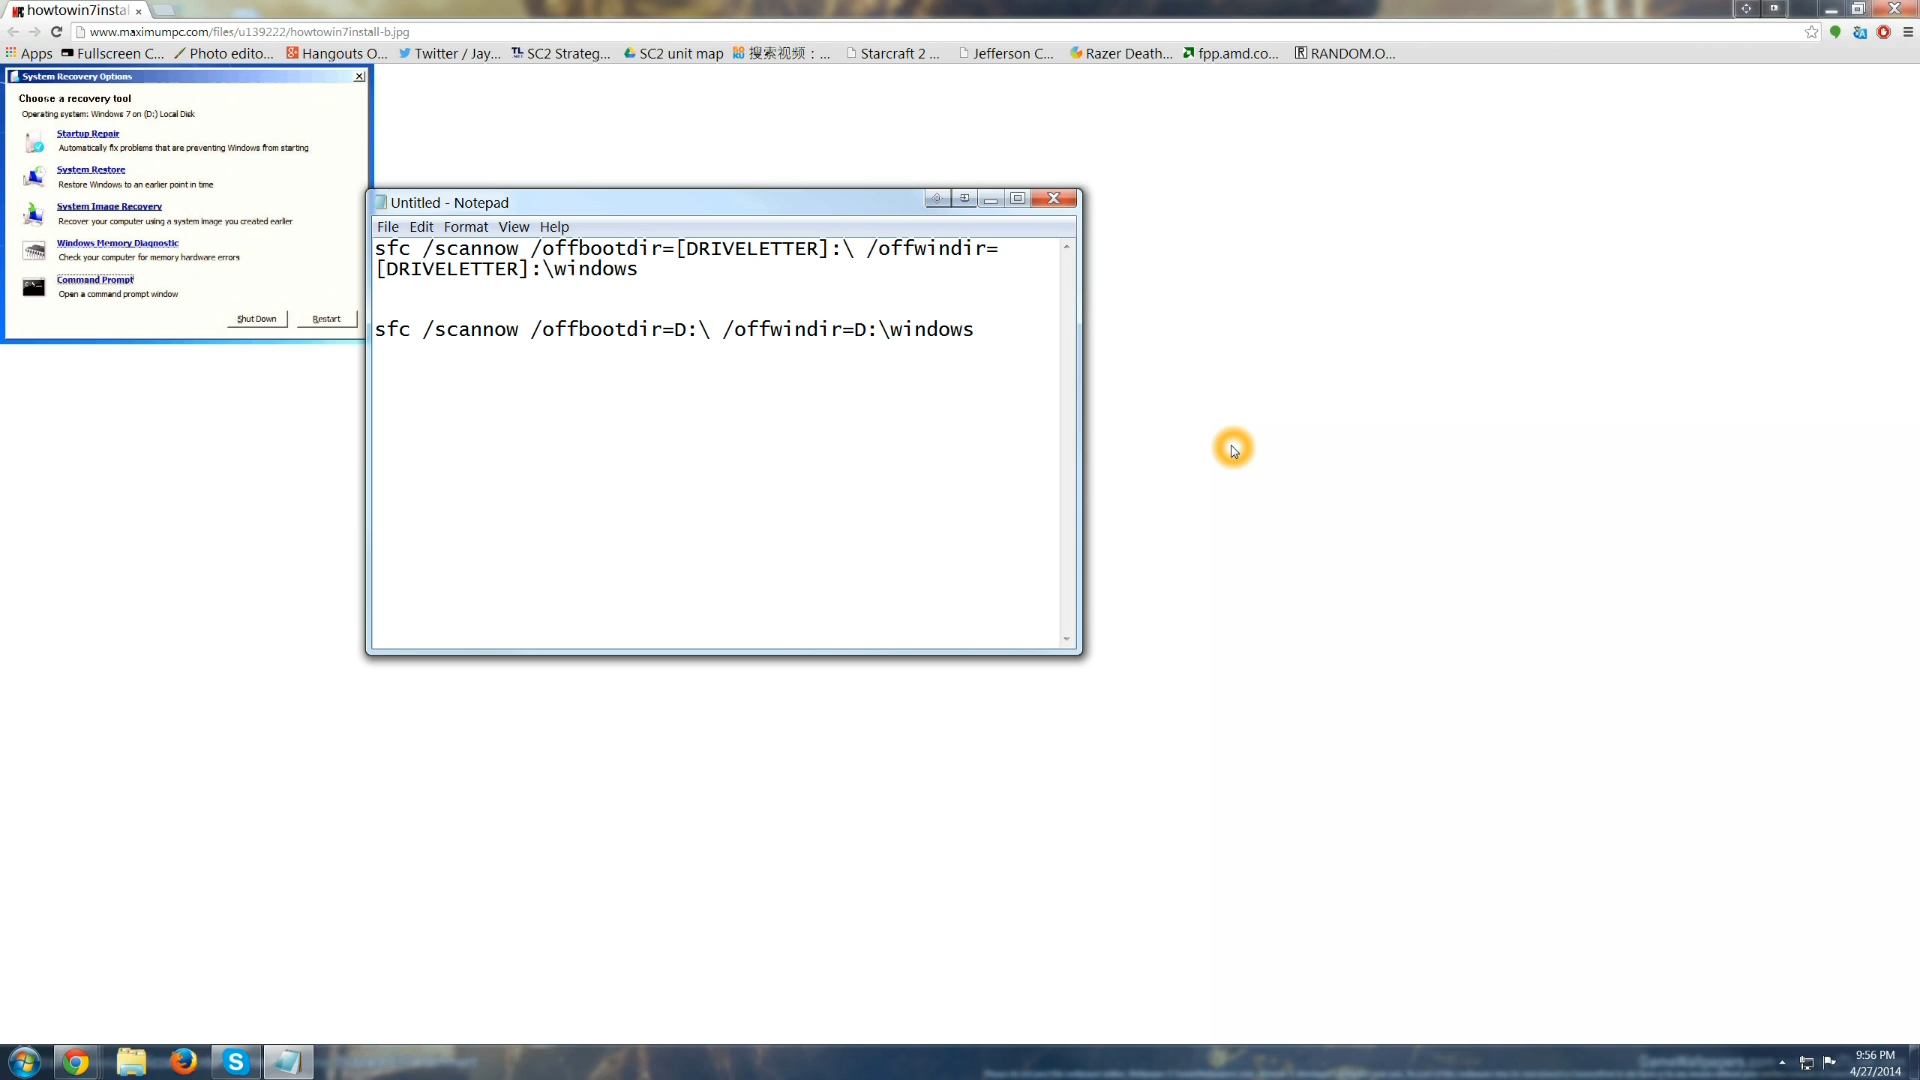 howtowin7instal
www.maximumpc.com/files/u139222/howtowin7install-b.jpg
Apps Fullscreen C... Photo edito... Hangouts O... Twitter / Jay... SC2 Strateg... SC2 unit map 搜索视频：... Starcraft 2 ... Jefferson C... Razer Death... fpp.amd.co... RANDOM.O...
System Recovery Options
Choose a recovery tool
Operating system: Windows 7 on (D:) Local Disk
Startup Repair
Automatically fix problems that are preventing Windows from starting
System Restore
Restore Windows to an earlier point in time
System Image Recovery
Recover your computer using a system image you created earlier
Windows Memory Diagnostic
Check your computer for memory hardware errors
Command Prompt
Open a command prompt window
Shut Down Restart
Untitled - Notepad
File Edit Format View Help
sfc /scannow /offbootdir=[DRIVELETTER]:\ /offwindir=
[DRIVELETTER]:\windows
sfc /scannow /offbootdir=D:\ /offwindir=D:\windows
9:56 PM
4/27/2014